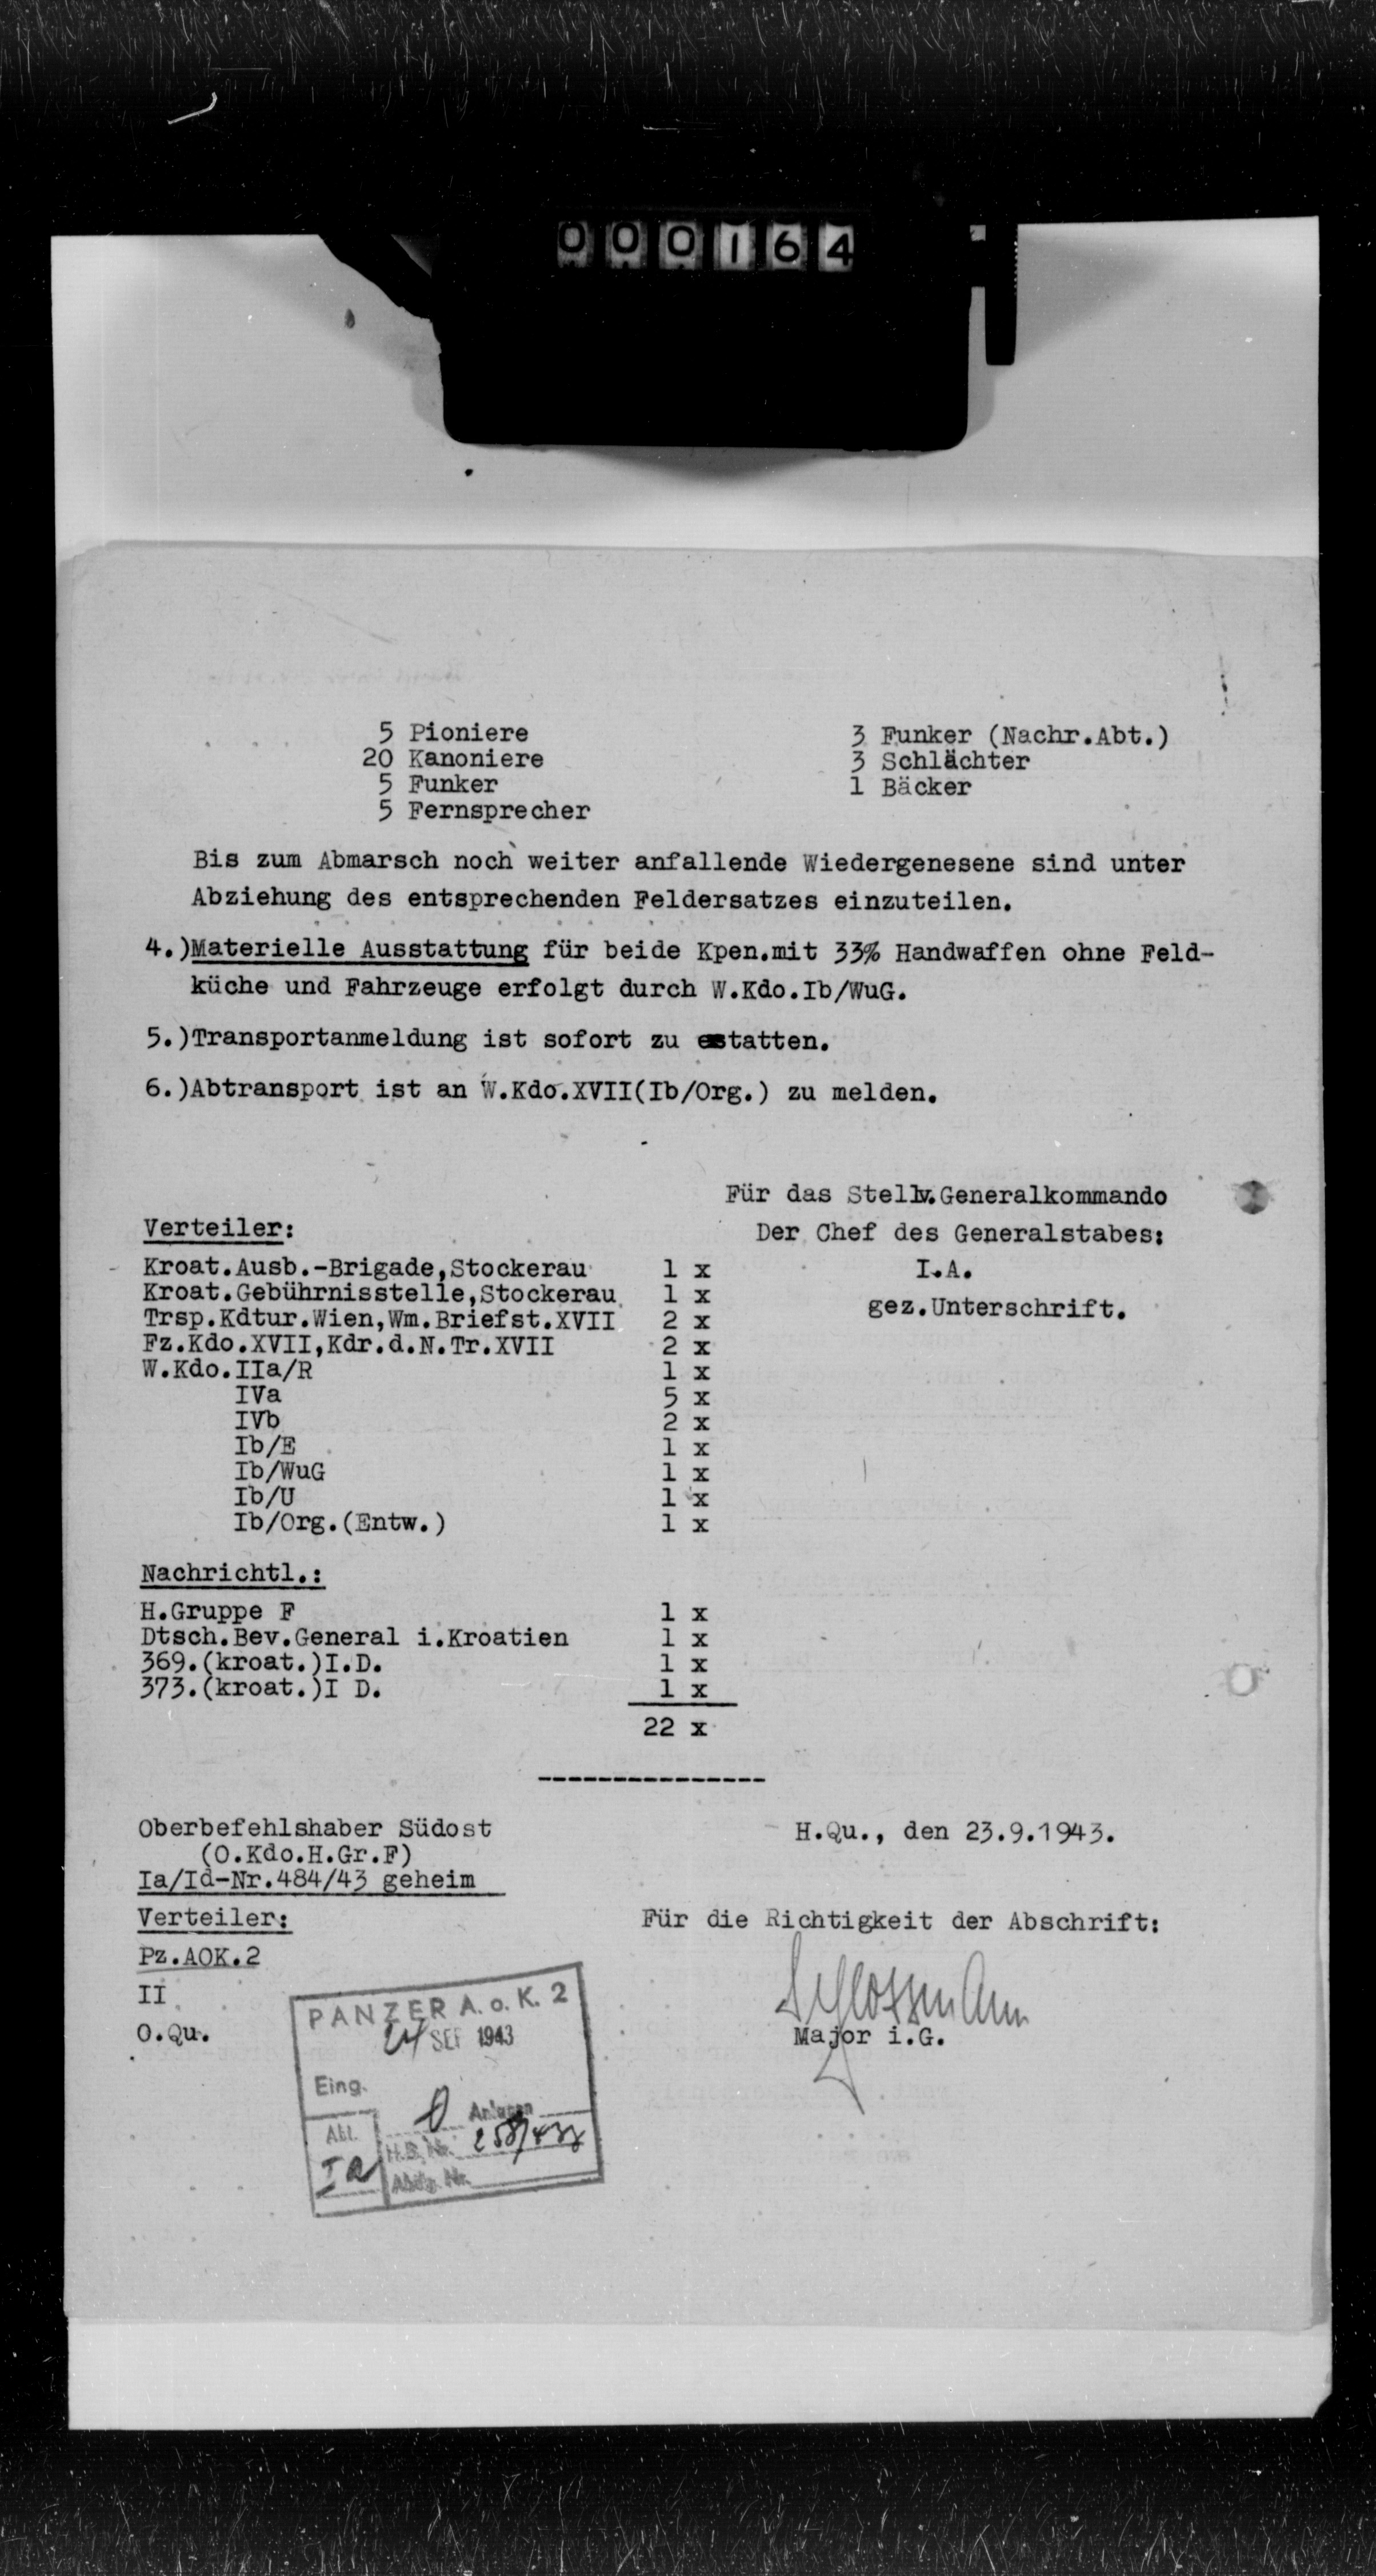 000164
5 Pioniere
20 Kanoniere
5 Funker
5 Fernsprecher
3 Funker (Nachr.Abt.)
3 Schlächter
1 Bäcker
Bis zum Abmarsch noch weiter anfallende Wiedergenesene sind unter
Abziehung des entsprechenden Feldersatzes einzuteilen.
4.)Materielle Ausstattung für beide Kpen.mit 33% Handwaffen ohne Feld-
küche und Fahrzeuge erfolgt durch W.Kdo.Ib/WuG.
5.)Transportanmeldung ist sofort zu estatten.
6.)Abtransport ist an W.Kdo.XVII(Ib/Org.) zu melden.
Für das Stellv.Generalkommando
Der Chef des Generalstabes:
I.A.
gez.Unterschrift.
Verteiler:
Kroat.Ausb.-Brigade,Stockerau 1 x
Kroat.Gebührnisstelle,Stockerau 1 x
Trsp.Kdtur.Wien,Wm.Briefst.XVII 2 x
Fz.Kdo.XVII,Kdr.d.N.Tr.XVII 2 x
W.Kdo.IIa/R 1 x
IVa 5 x
IVb 2 x
Ib/E 1 x
Ib/WuG 1 x
Ib/U 1 x
Ib/Org.(Entw.) 1 x
Nachrichtl.:
H.Gruppe F 1 x
Dtsch.Bev.General i.Kroatien 1 x
369.(kroat.)I.D. 1 x
373.(kroat.)I D. 1 x
22 x
---------------
Oberbefehlshaber Südost
(O.Kdo.H.Gr.F)
Ia/Id-Nr.484/43 geheim
H.Qu., den 23.9.1943.
Verteiler:
Pz.AOK.2
II
O.Qu.
Für die Richtigkeit der Abschrift:
Major i.G.
PANZER A.O.K. 2
24 SEP 1943
Eing.
0 Anlagen
Abt.
Ia
H.B. Nr.
Abdg. Nr.